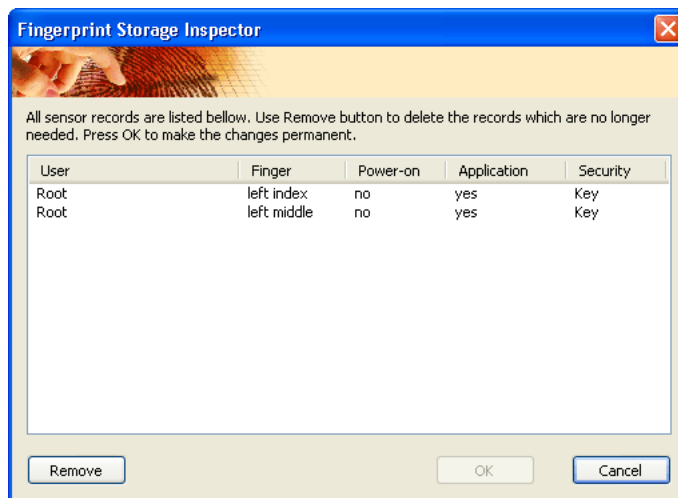 Fingerprint Storage Inspector
All sensor records are listed bellow. Use Remove button to delete the records which are no longer
needed. Press OK to make the changes permanent.
User Finger Power-on Application Security
Root left index no yes Key
Root left middle no yes Key
Remove OK Cancel